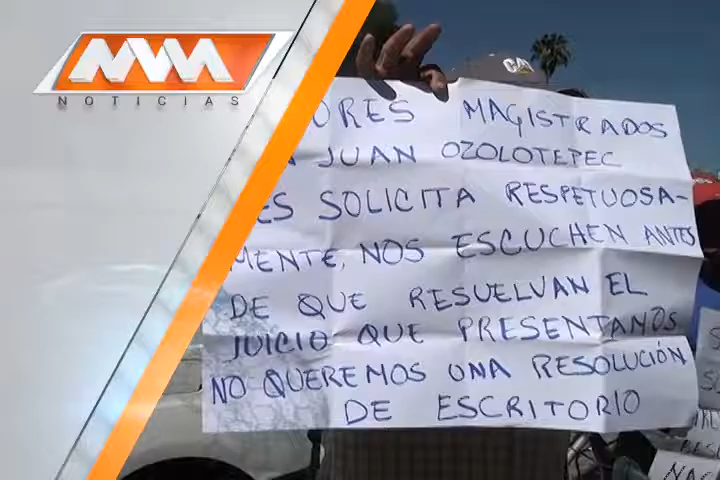 MVM
NOTICIAS
CAT
ORES MAGISTRADOS
JUAN OZOLOTEPEC
ES SOLICITA RESPETUOSA-
MENTE, NOS ESCUCHEN ANTES
DE QUE RESUELVAN EL
JUICIO QUE PRESENTAMOS
NO QUEREMOS UNA RESOLUCIÓN
DE ESCRITORIO